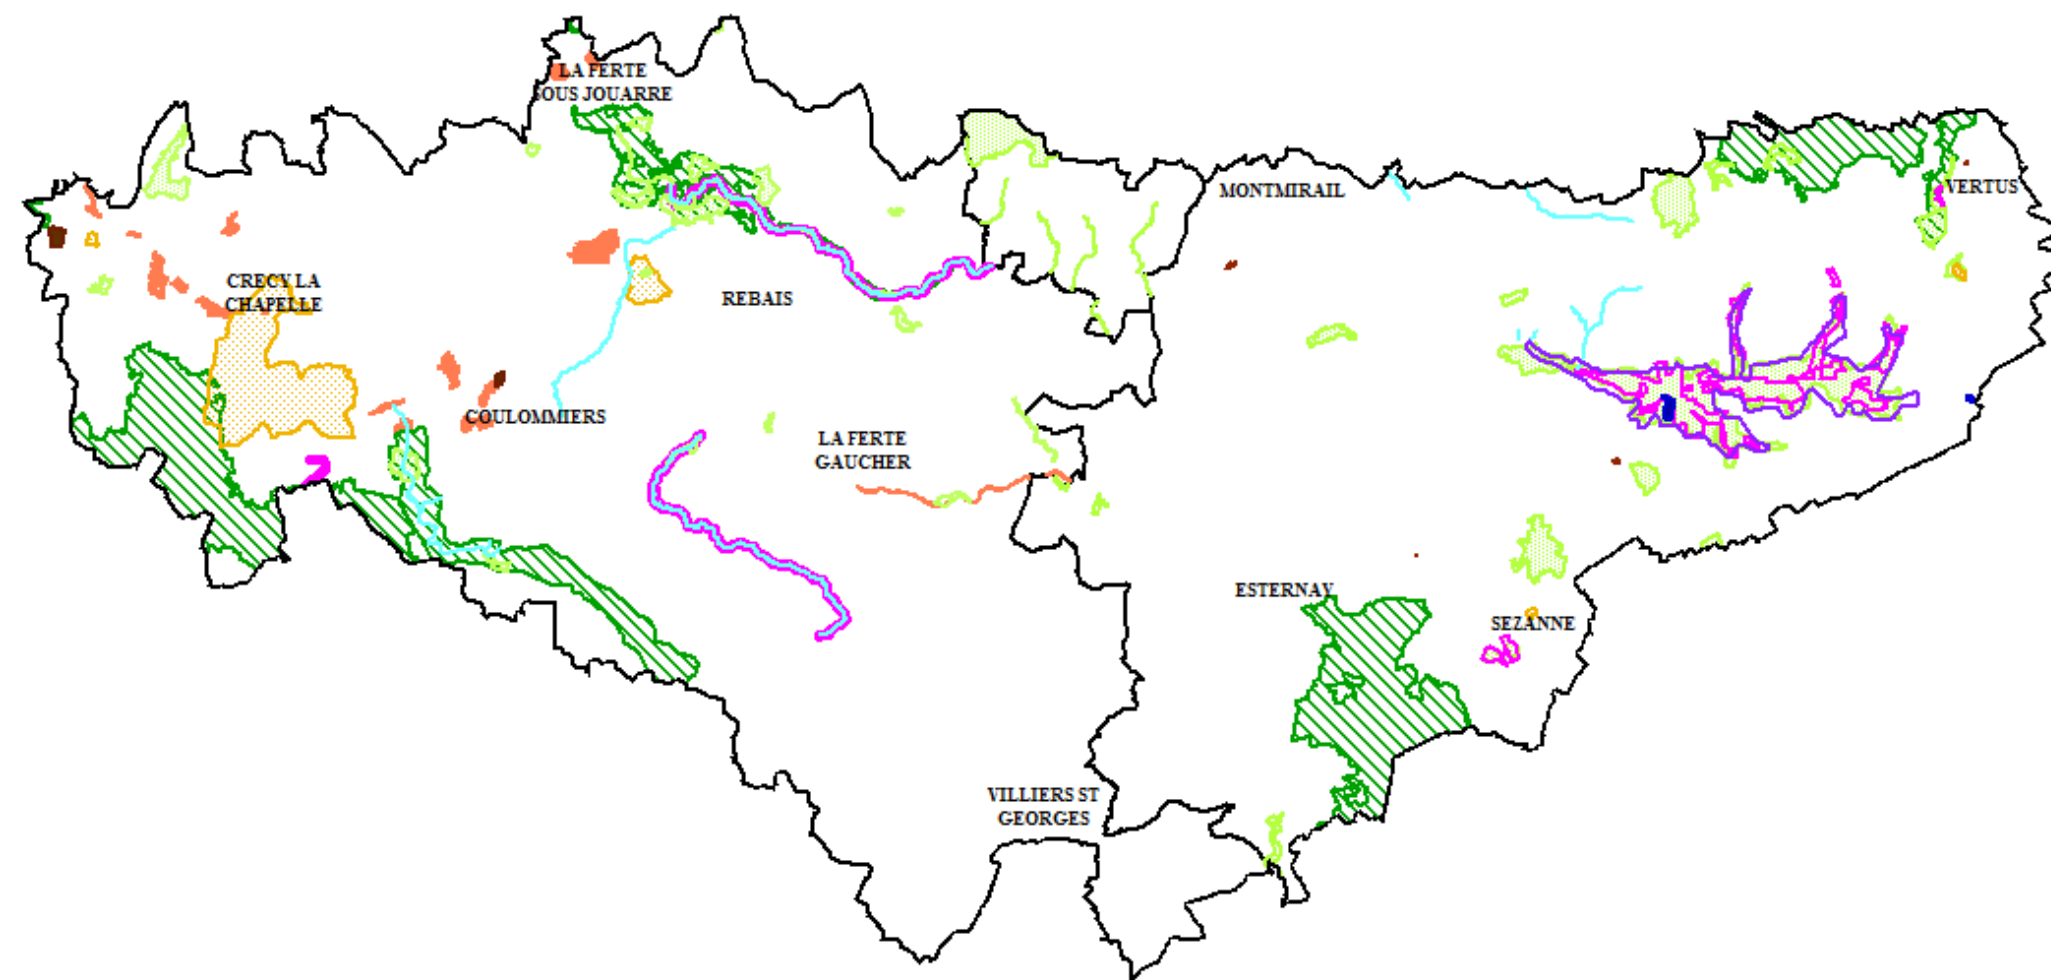 LA FERTE
SOUS JOUARRE
MONTMIRAIL
VERTUS
CRECY LA
CHAPELLE
REBAIS
COULOMMIERS
LA FERTE
GAUCHER
ESTERNAY
SEZANNE
VILLIERS ST
GEORGES